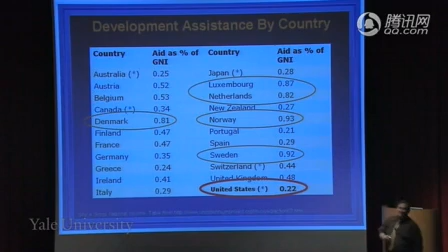 腾讯网
Development Assistance By Country
Country Aid as % of GNI Country Aid as % of GNI
Australia (*) 0.25 Japan (*) 0.28
Austria 0.52 Luxembourg 0.87
Belgium 0.53 Netherlands 0.82
Canada (*) 0.34 New Zealand 0.27
Denmark 0.81 Norway 0.93
Finland 0.47 Portugal 0.21
France 0.47 Spain 0.29
Germany 0.35 Sweden 0.92
Greece 0.24 Switzerland (*) 0.44
Ireland 0.41 United Kingdom 0.48
Italy 0.29 United States (*) 0.22
Yale University